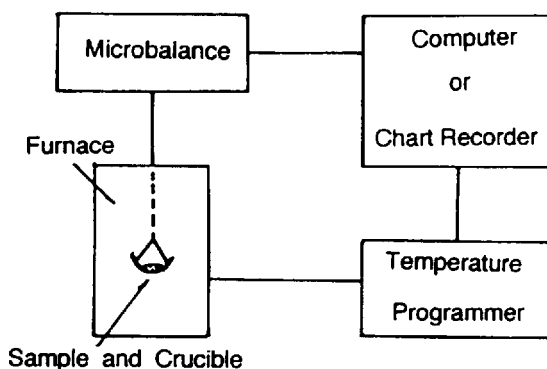 Microbalance
Computer
or
Chart Recorder
Furnace
Temperature
Programmer
Sample and Crucible